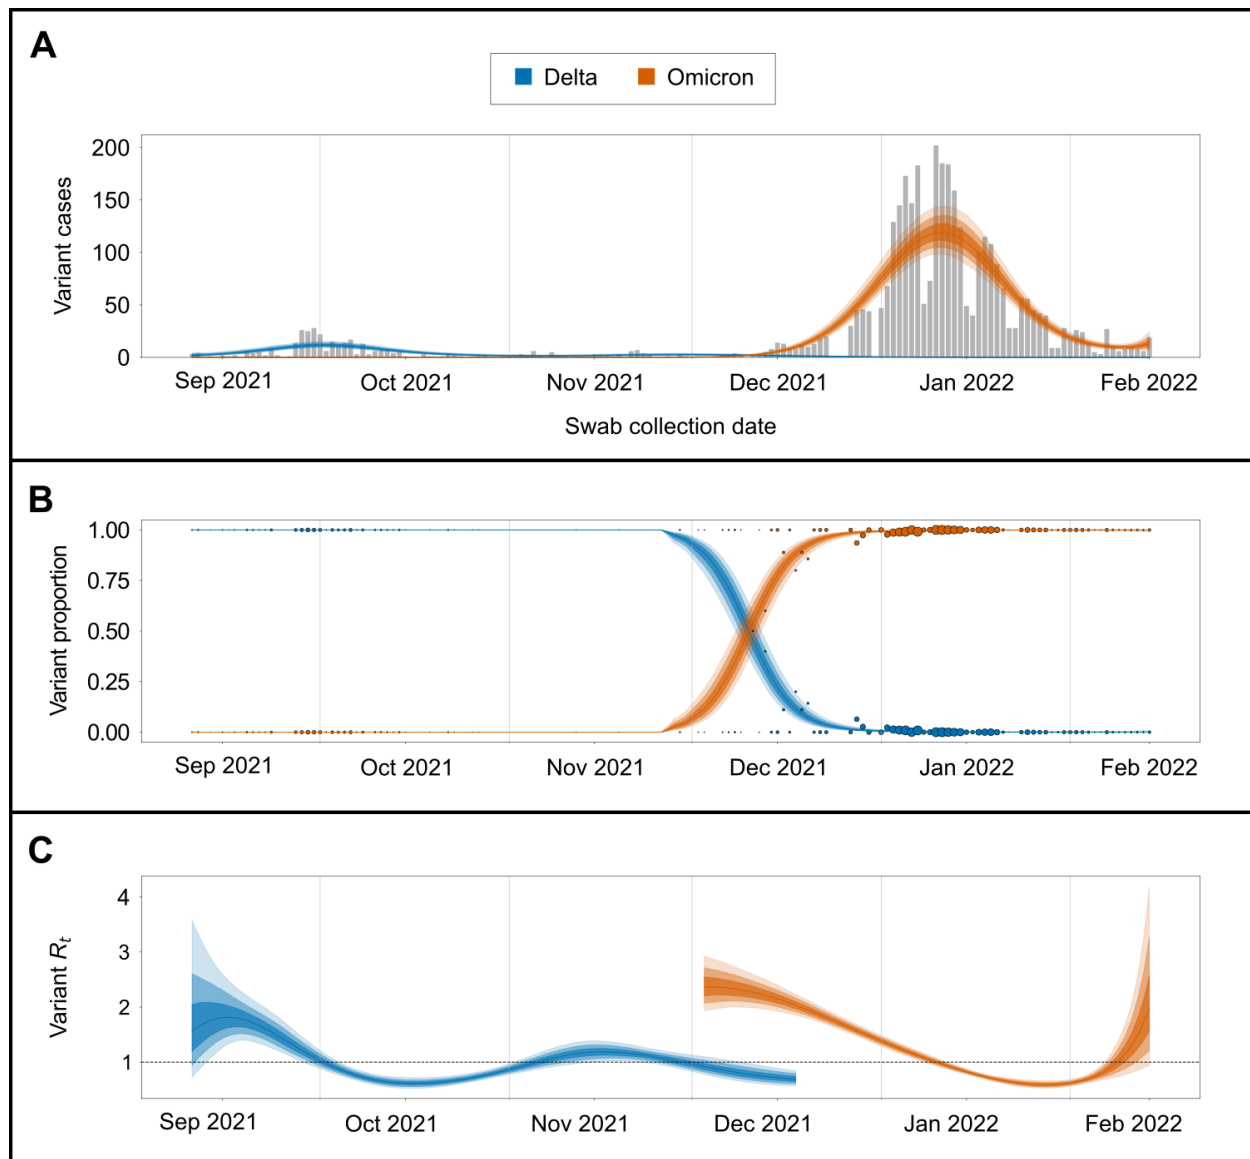 A
Delta
Omicron
Variant cases
200
150
100
50
0
Sep 2021
Oct 2021
Nov 2021
Dec 2021
Jan 2022
Feb 2022
Swab collection date
B
Variant proportion
1.00
0.75
0.50
0.25
0.00
Sep 2021
Oct 2021
Nov 2021
Dec 2021
Jan 2022
Feb 2022
C
Variant Rt
4
3
2
1
Sep 2021
Oct 2021
Nov 2021
Dec 2021
Jan 2022
Feb 2022